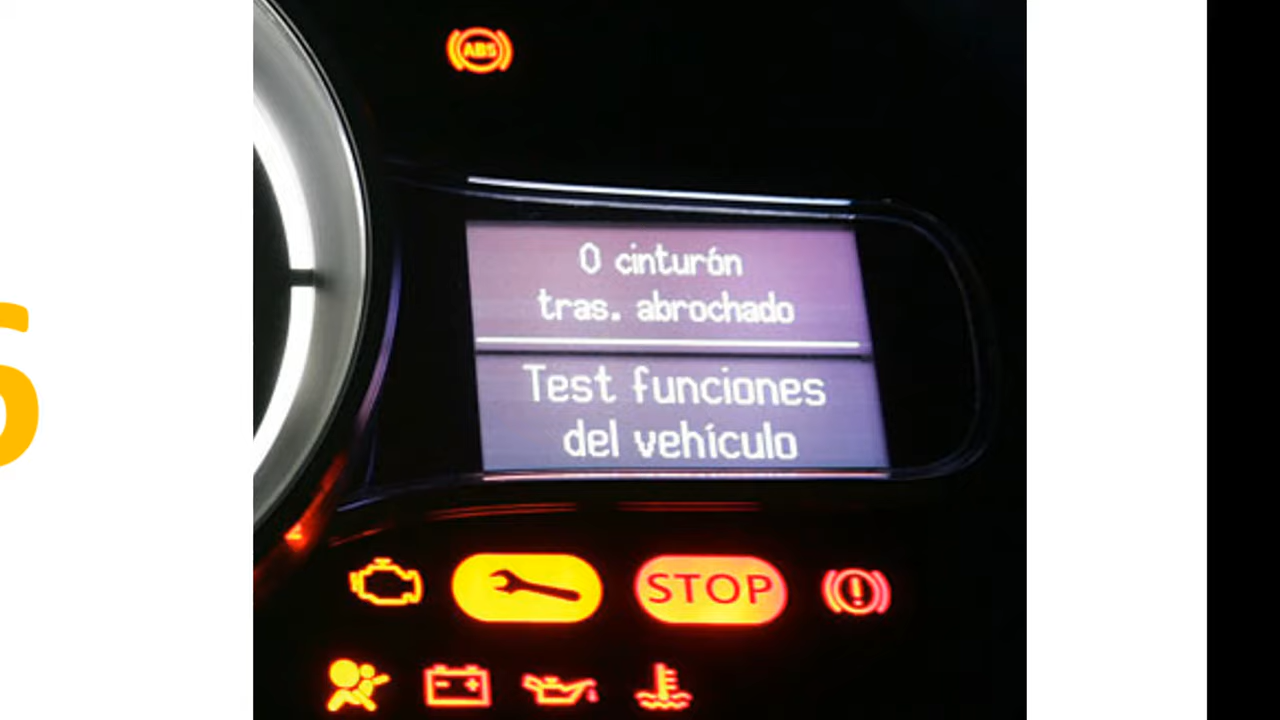 ABS
0 cinturón
tras. abrochado
Test funciones
del vehículo
STOP